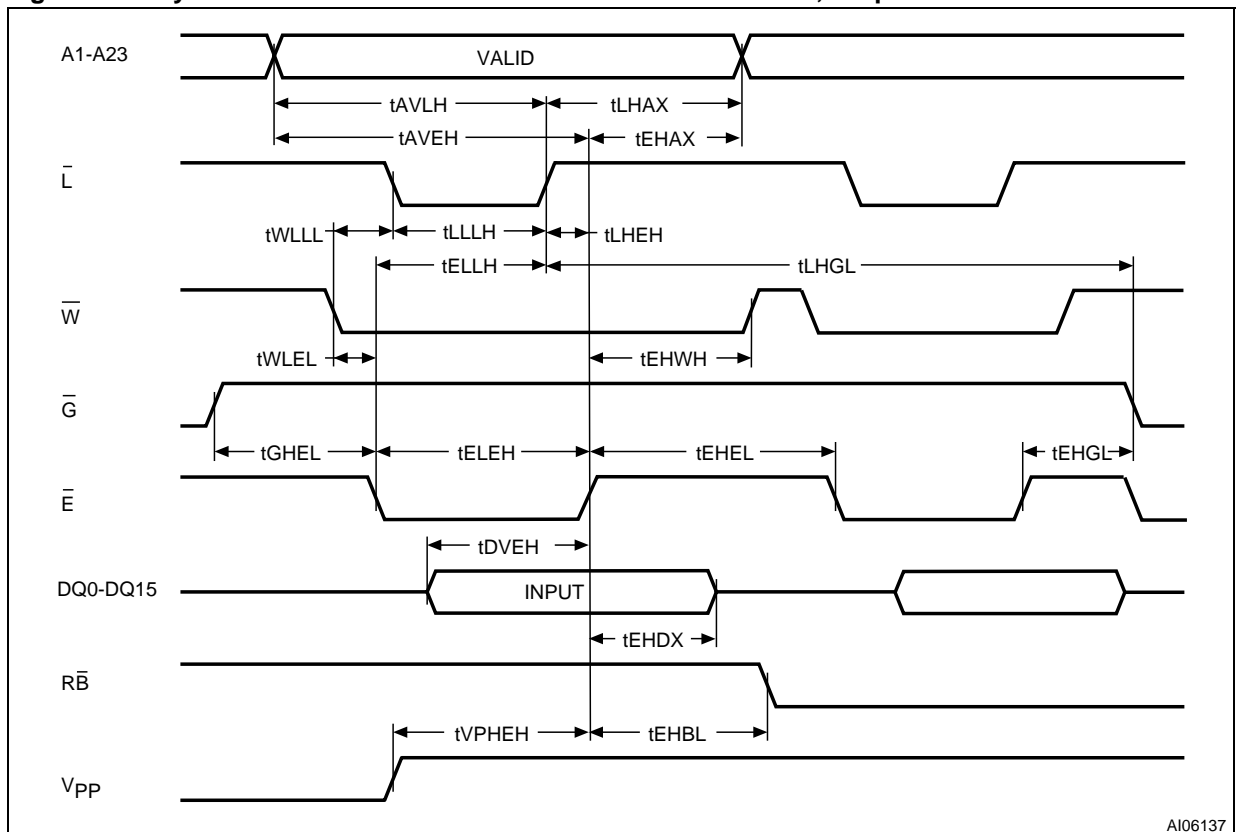 A1-A23
VALID
tAVLH
tLHAX
tAVEH
tEHAX
L̅
tWLLL
tLLLH
tLHEH
tELLH
tLHGL
W̅
tWLEL
tEHWH
G̅
tGHEL
tELEH
tEHEL
tEHGL
E̅
tDVEH
DQ0-DQ15
INPUT
tEHDX
RB̅
tVPHEH
tEHBL
VPP
AI06137